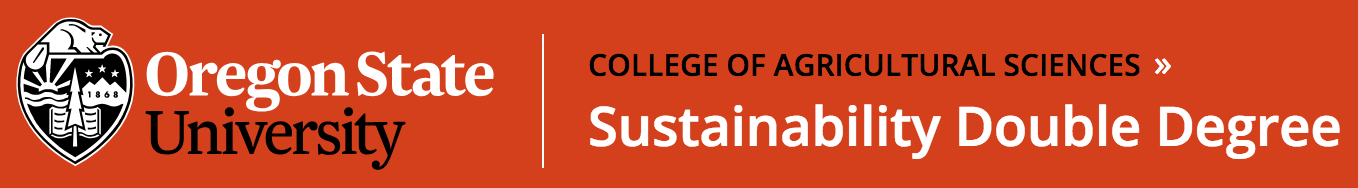 1868
Oregon State
University
COLLEGE OF AGRICULTURAL SCIENCES »
Sustainability Double Degree